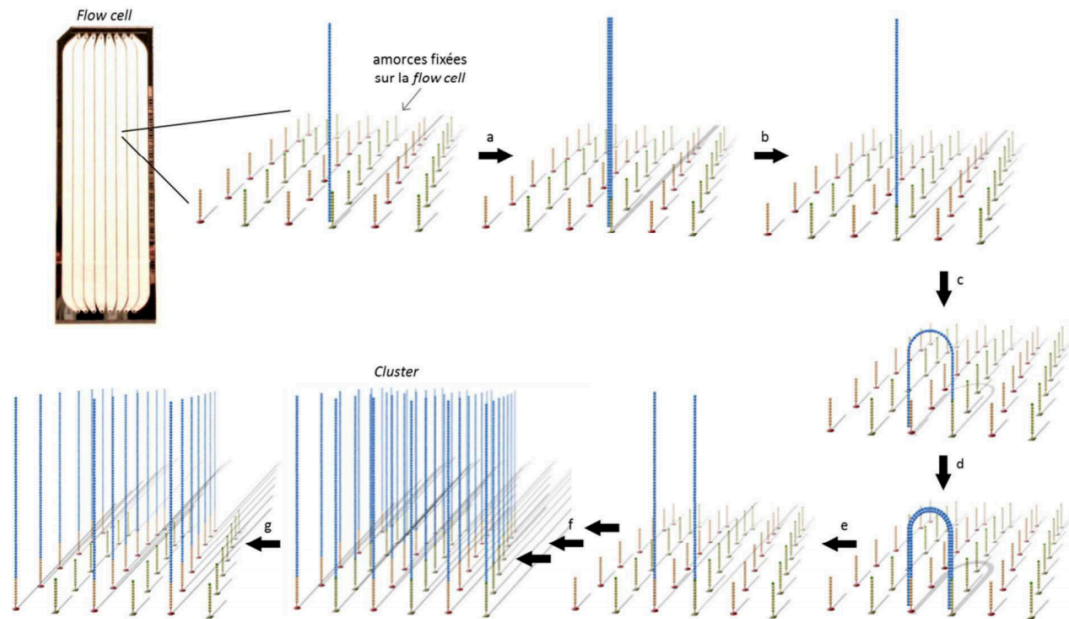 Flow cell
amorces fixées
sur la flow cell
a
b
c
d
e
Cluster
f
g